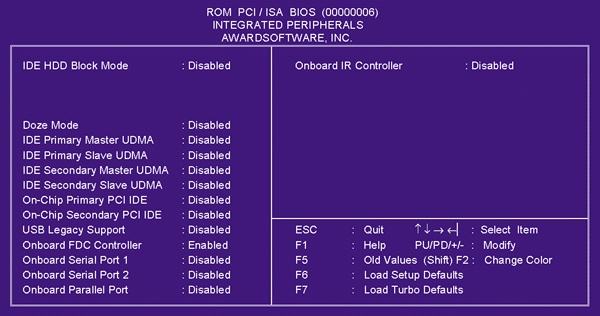 ROM PCI / ISA BIOS (00000006)
INTEGRATED PERIPHERALS
AWARDSOFTWARE, INC.
IDE HDD Block Mode : Disabled
Doze Mode : Disabled
IDE Primary Master UDMA : Disabled
IDE Primary Slave UDMA : Disabled
IDE Secondary Master UDMA : Disabled
IDE Secondary Slave UDMA : Disabled
On-Chip Primary PCI IDE : Disabled
On-Chip Secondary PCI IDE : Disabled
USB Legacy Support : Disabled
Onboard FDC Controller : Enabled
Onboard Serial Port 1 : Disabled
Onboard Serial Port 2 : Disabled
Onboard Parallel Port : Disabled
Onboard IR Controller : Disabled
ESC : Quit ↑↓→←┤ : Select Item
F1 : Help PU/PD/+/- : Modify
F5 : Old Values (Shift) F2 : Change Color
F6 : Load Setup Defaults
F7 : Load Turbo Defaults